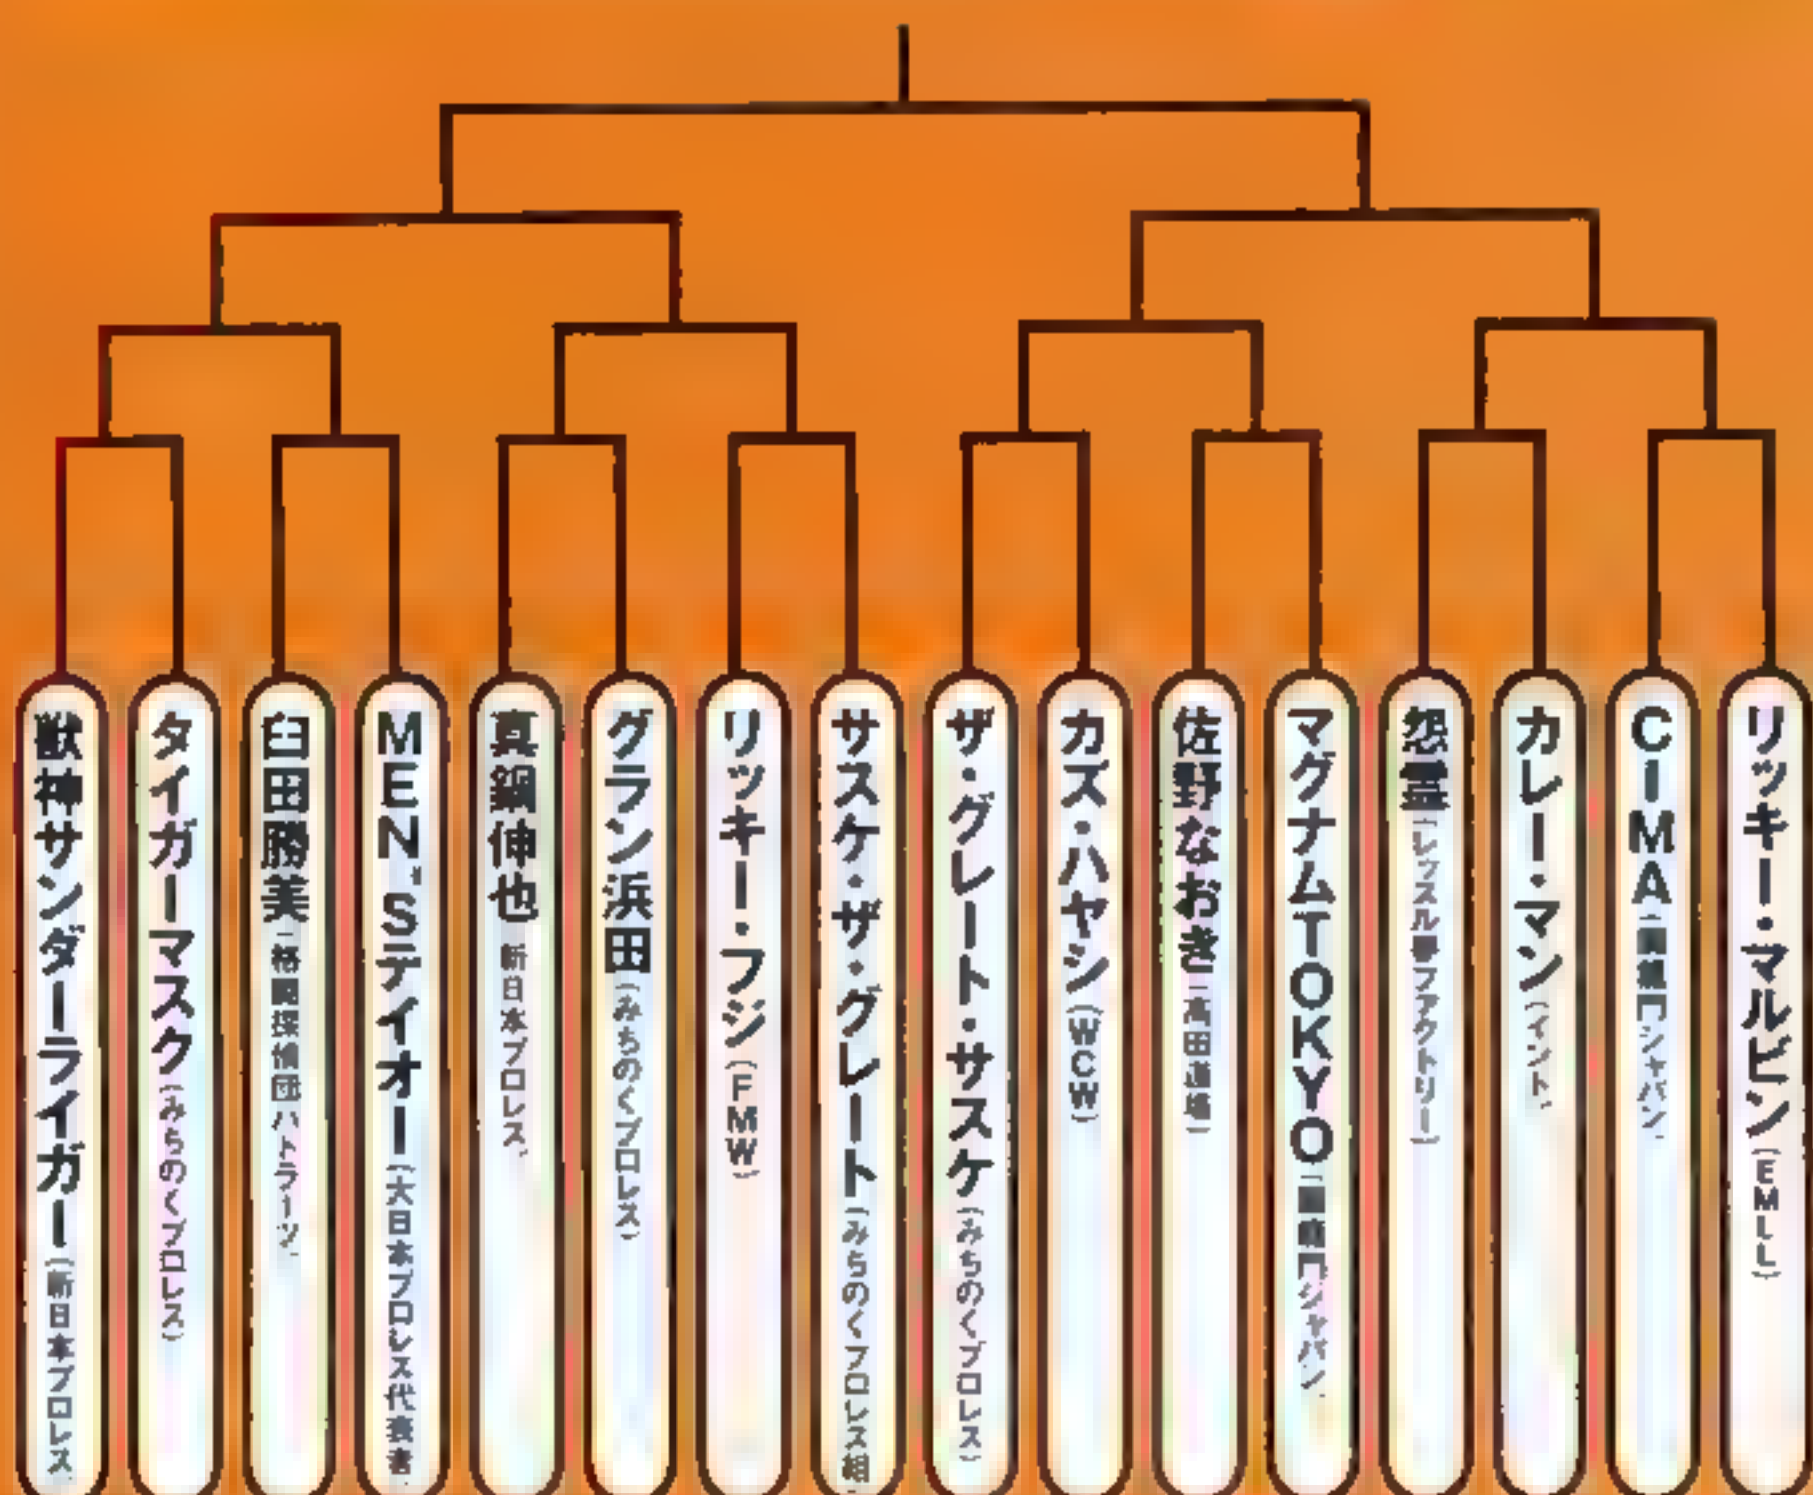 獣神サンダーライガー(新日本プロレス
タイガーマスク(みちのくプロレス)
臼田勝美(格闘探偵団バトラーツ)
MEN'Sテイオー(大日本プロレス代表者)
真鍋伸也(新日本プロレス)
グラン浜田(みちのくプロレス)
リッキー・フジ(FMW)
サスケ・ザ・グレート(みちのくプロレス組)
ザ・グレート・サスケ(みちのくプロレス)
カズ・ハヤシ(WCW)
佐野なおき(高田道場)
マグナムTOKYO(闘龍門ジャパン)
怨霊(レッスル夢ファクトリー)
カレー・マン(インド)
CIMA(闘龍門ジャパン)
リッキー・マルビン(EMLL)